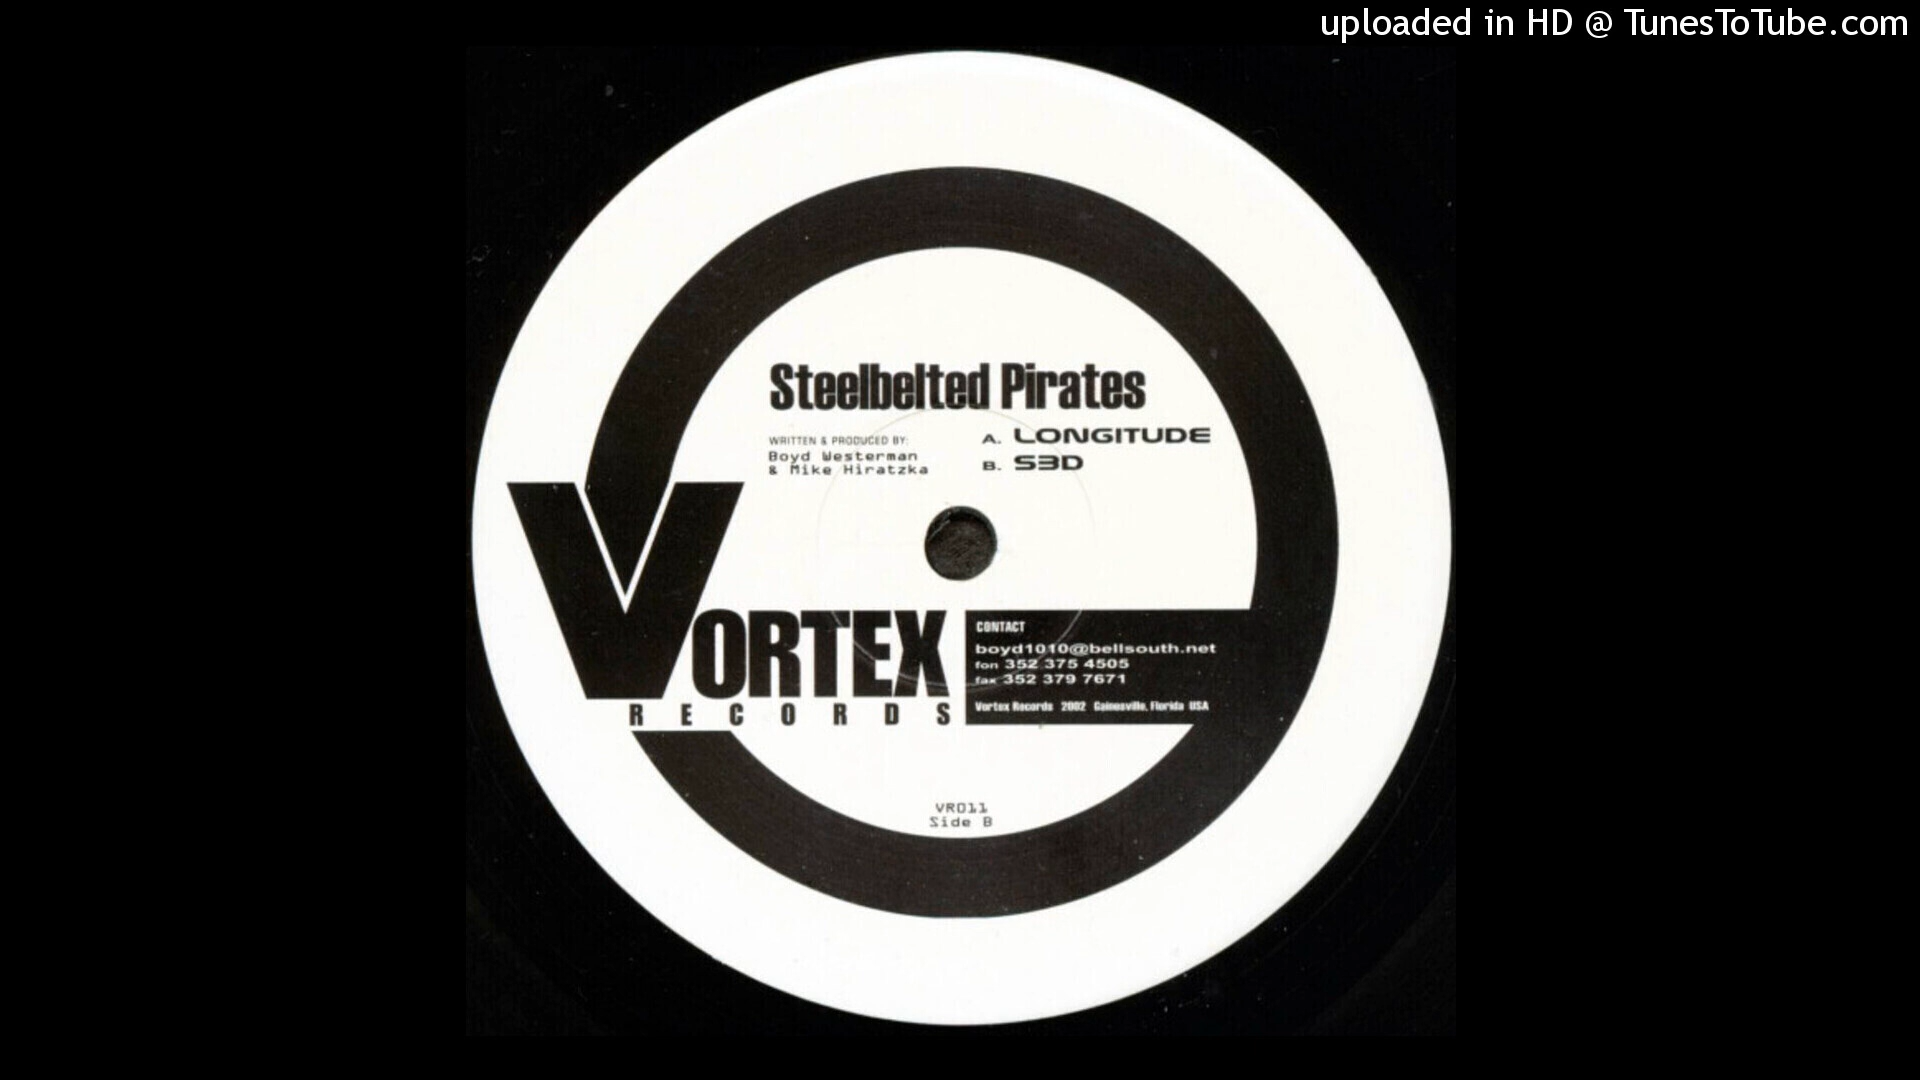 uploaded in HD @ TunesToTube.com
Steelbelted Pirates
WRITTEN & PRODUCED BY:
Boyd Westerman
& Mike Hiratzka
A. LONGITUDE
B. S3D
VORTEX
RECORDS
CONTACT
boyd1010@bellsouth.net
fon 352 375 4505
fax 352 379 7671
Vortex Records 2002 Gainesville, Florida USA
VR011
Side B